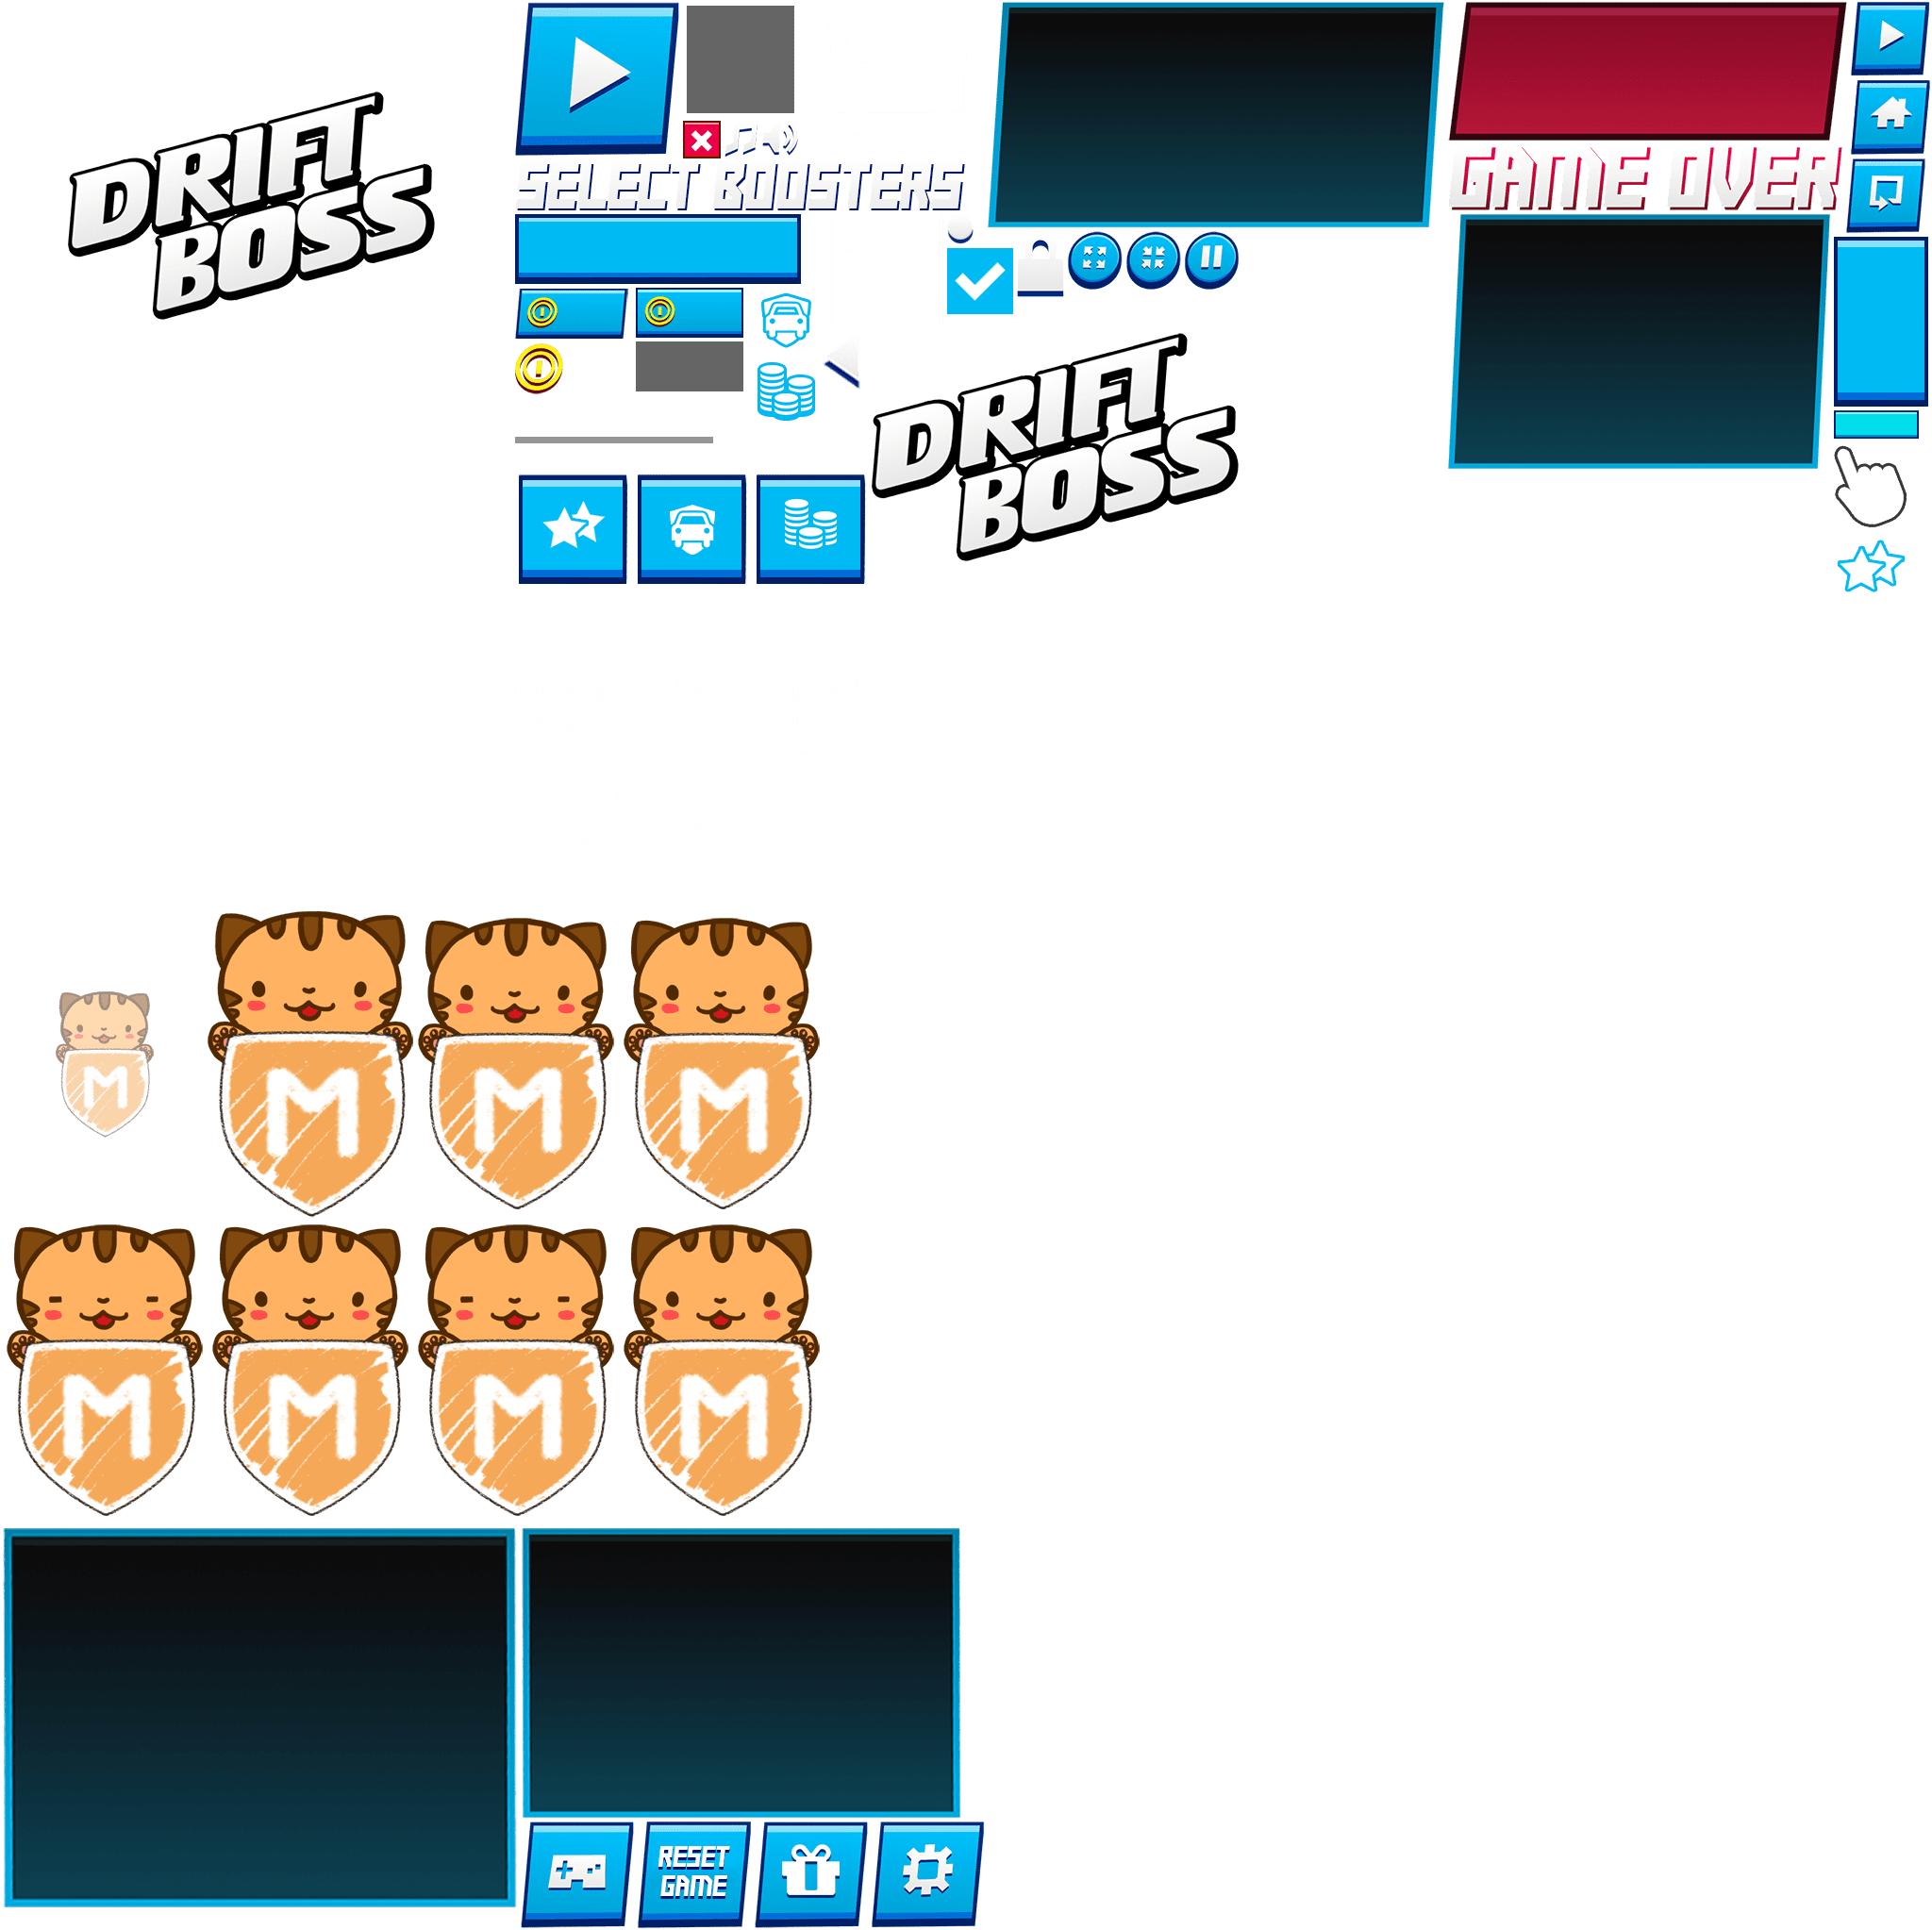 DRIFT
BOSS
SELECT BOOSTERS
GAME OVER
DRIFT
BOSS
M
M
M
M
M
M
M
M
RESET
GAME